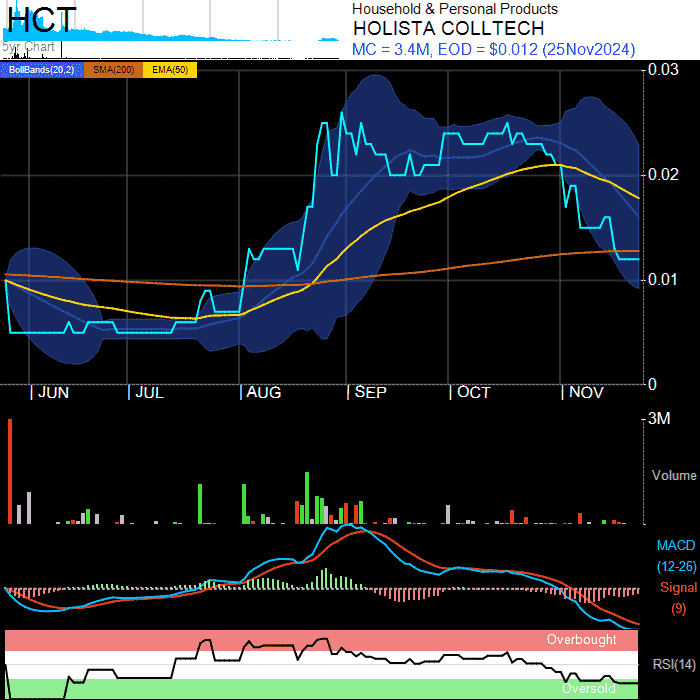 HCT
5yr Chart
Household & Personal Products
HOLISTA COLLTECH
MC = 3.4M, EOD = $0.012 (25Nov2024)
BollBands(20,2) SMA(200) EMA(50)
0.03
0.02
0.01
0
JUN JUL AUG SEP OCT NOV
3M
Volume
MACD
(12-26)
Signal
(9)
Overbought
RSI(14)
Oversold